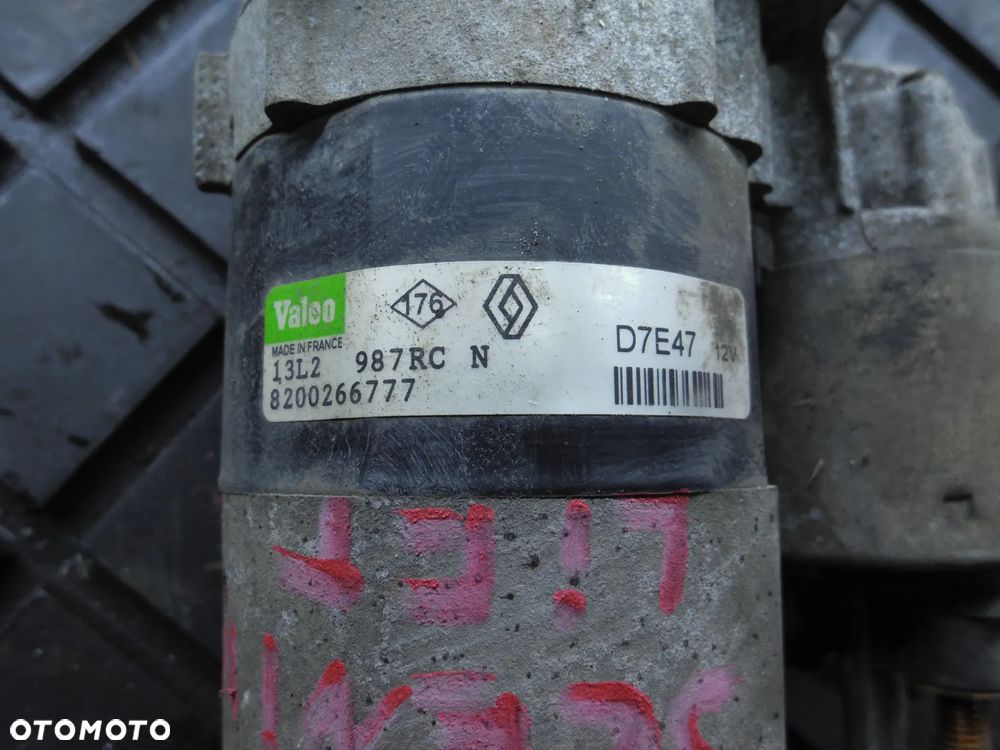 Valeo
176
MADE IN FRANCE
13L2 987RC N
8200266777
D7E47 12V
OTOMOTO